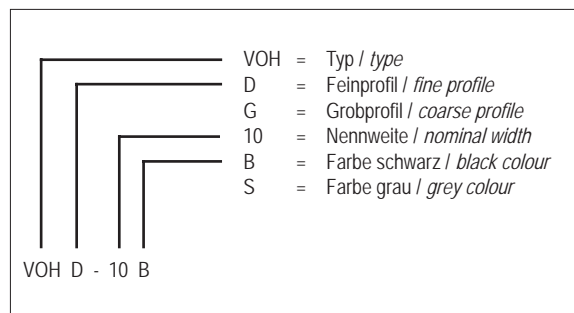 VOH = Typ / type
D = Feinprofil / fine profile
G = Grobprofil / coarse profile
10 = Nennweite / nominal width
B = Farbe schwarz / black colour
S = Farbe grau / grey colour
VOH D - 10 B